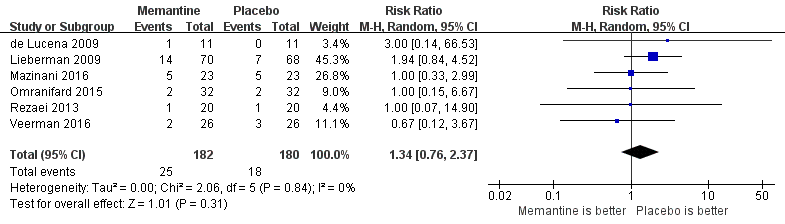 Memantine Placebo Risk Ratio Risk Ratio
Study or Subgroup Events Total Events Total Weight M-H, Random, 95% CI M-H, Random, 95% CI
de Lucena 2009 1 11 0 11 3.4% 3.00 [0.14, 66.53]
Lieberman 2009 14 70 7 68 45.3% 1.94 [0.84, 4.52]
Mazinani 2016 5 23 5 23 26.8% 1.00 [0.33, 2.99]
Omranifard 2015 2 32 2 32 9.0% 1.00 [0.15, 6.67]
Rezaei 2013 1 20 1 20 4.4% 1.00 [0.07, 14.90]
Veerman 2016 2 26 3 26 11.1% 0.67 [0.12, 3.67]
Total (95% CI) 182 180 100.0% 1.34 [0.76, 2.37]
Total events 25 18
Heterogeneity: Tau² = 0.00; Chi² = 2.06, df = 5 (P = 0.84); I² = 0%
Test for overall effect: Z = 1.01 (P = 0.31)
0.02 0.1 1 10 50
Memantine is better Placebo is better